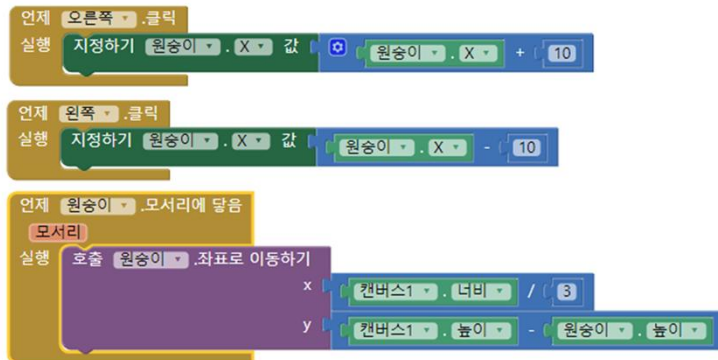 언제 오른쪽 .클릭
실행 지정하기 원숭이 . X 값 원숭이 . X + 10
언제 왼쪽 .클릭
실행 지정하기 원숭이 . X 값 원숭이 . X - 10
언제 원숭이 .모서리에 닿음
모서리
실행 호출 원숭이 .좌표로 이동하기
x 캔버스1 . 너비 / 3
y 캔버스1 . 높이 - 원숭이 . 높이